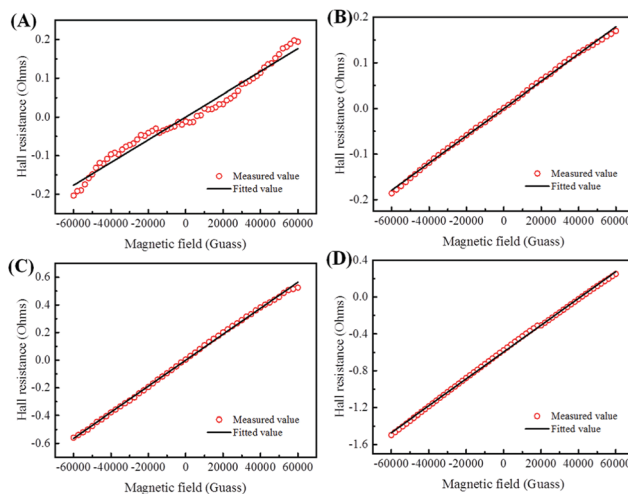 (A)
Hall resistance (Ohms)
0.2
0.1
0.0
-0.1
-0.2
Measured value
Fitted value
-60000 -40000 -20000 0 20000 40000 60000
Magnetic field (Guass)
(B)
Hall resistance (Ohms)
0.2
0.1
0.0
-0.1
-0.2
Measured value
Fitted value
-60000 -40000 -20000 0 20000 40000 60000
Magnetic field (Guass)
(C)
Hall resistance (Ohms)
0.6
0.4
0.2
0.0
-0.2
-0.4
-0.6
Measured value
Fitted value
-60000 -40000 -20000 0 20000 40000 60000
Magnetic field (Guass)
(D)
Hall resistance (Ohms)
0.4
0.0
-0.4
-0.8
-1.2
-1.6
Measured value
Fitted value
-60000 -40000 -20000 0 20000 40000 60000
Magnetic field (Guass)